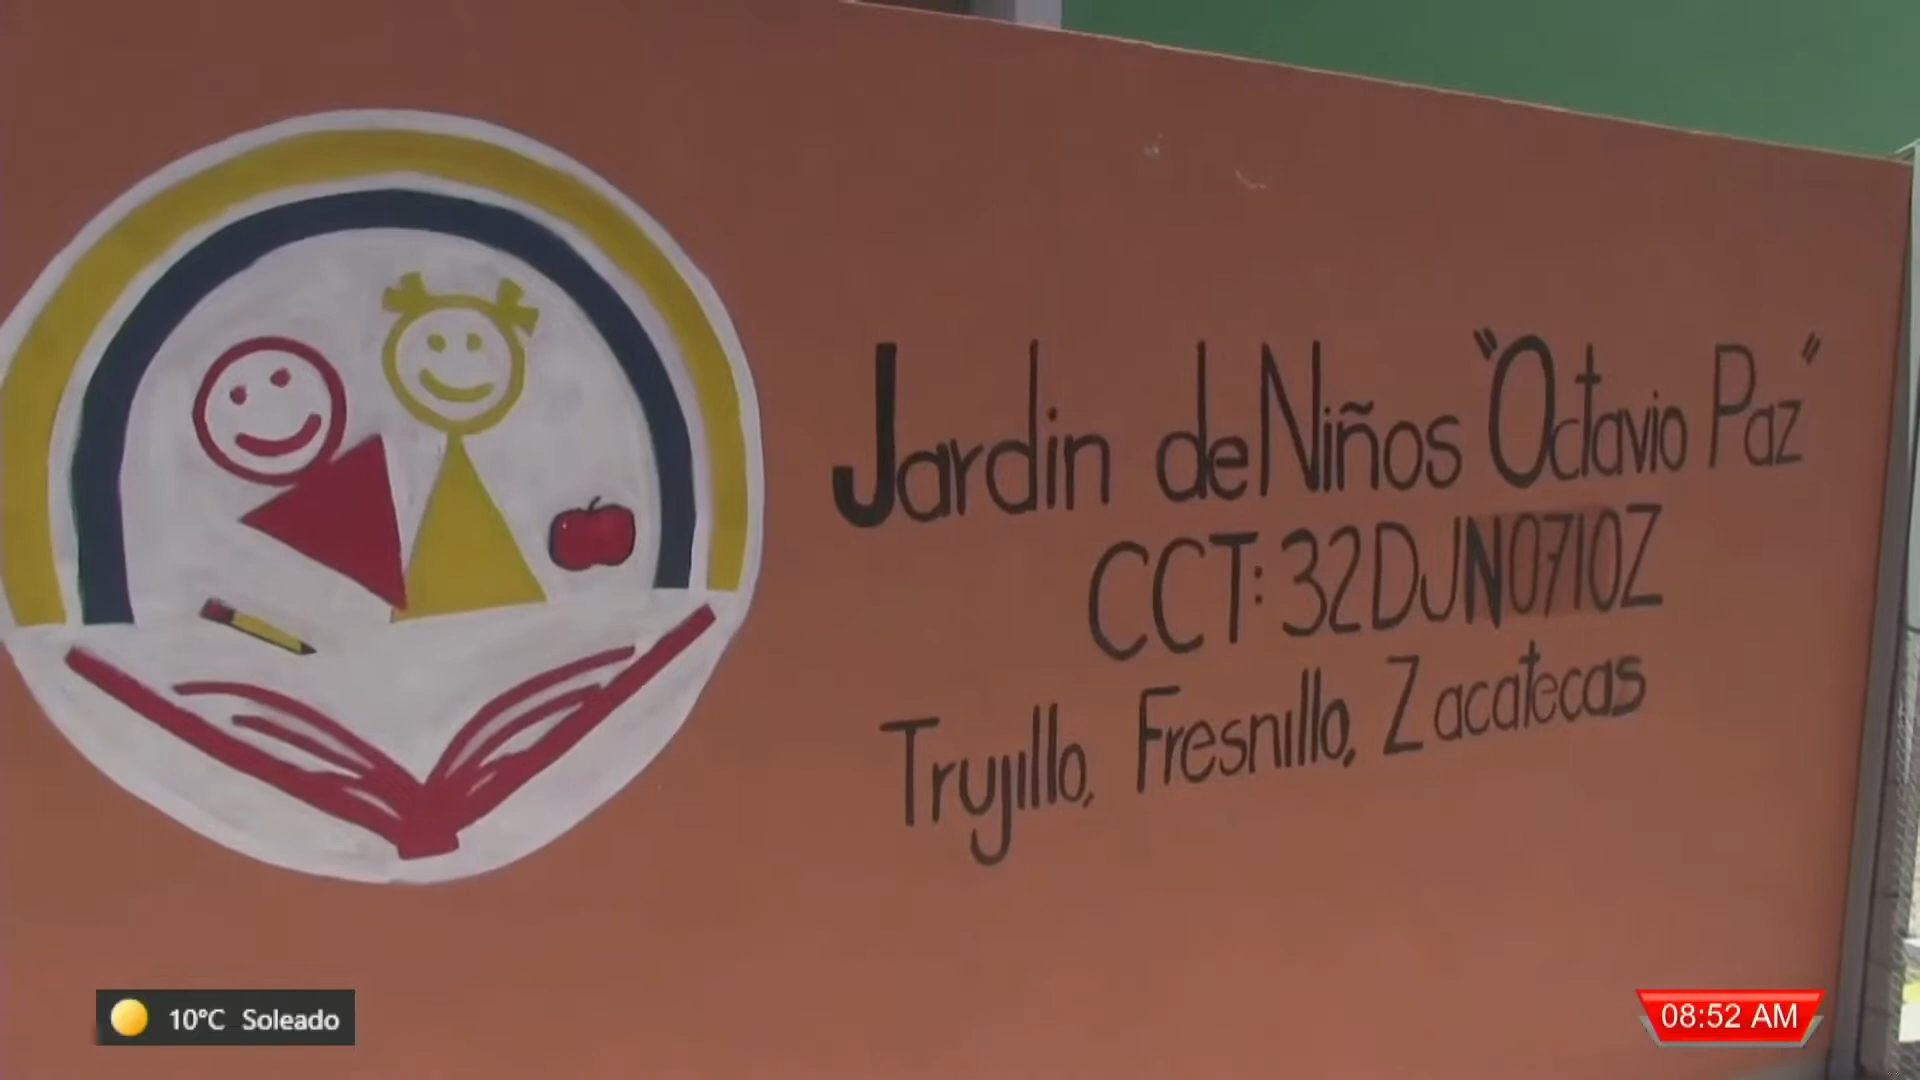 Jardin de Niños "Octavio Paz"
CCT: 32DJN0710Z
Trujillo, Fresnillo, Zacatecas
10°C Soleado
08:52 AM